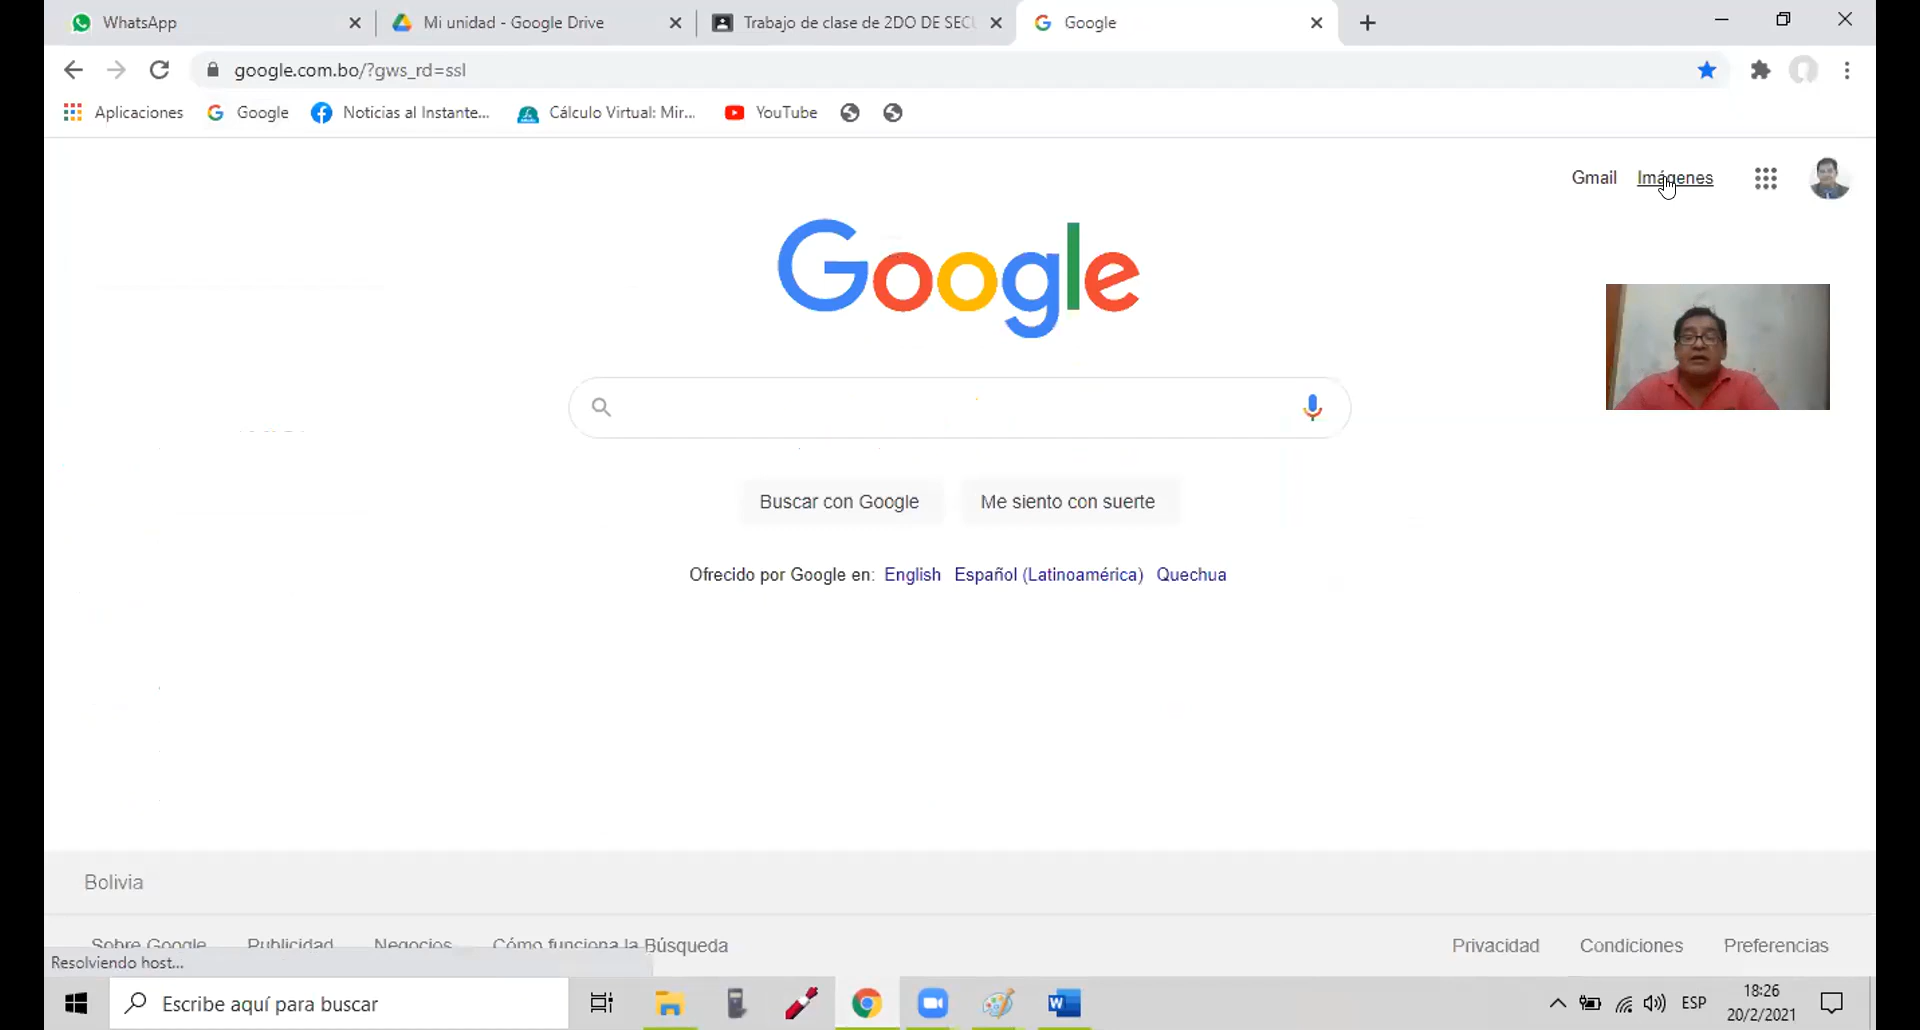 WhatsApp
Mi unidad - Google Drive
Trabajo de clase de 2DO DE SECU
Google
google.com.bo/?gws_rd=ssl
Aplicaciones
Google
Noticias al Instante...
Cálculo Virtual: Mir...
YouTube
Gmail
Imágenes
Google
Buscar con Google
Me siento con suerte
Ofrecido por Google en: English Español (Latinoamérica) Quechua
Bolivia
Sobre Google
Publicidad
Negocios
Cómo funciona la Búsqueda
Privacidad
Condiciones
Preferencias
Resolviendo host...
Escribe aquí para buscar
ESP
18:26
20/2/2021